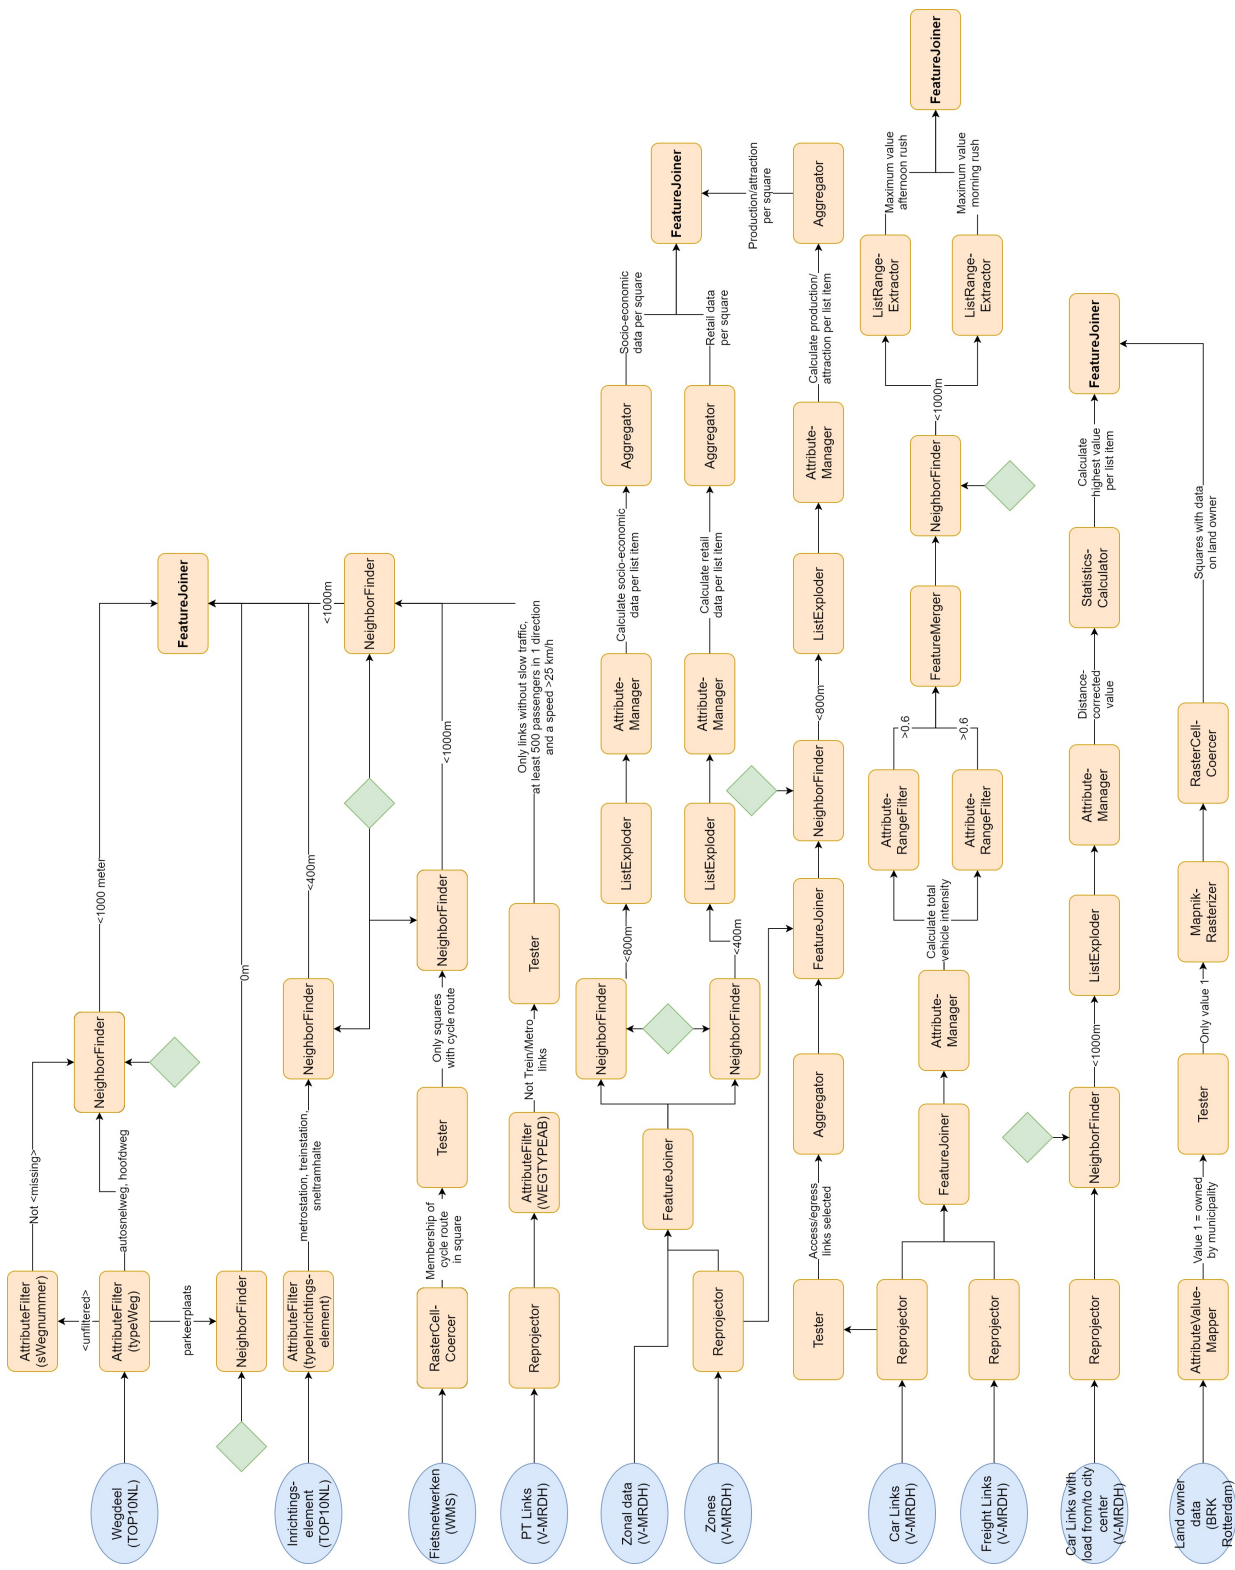 Wegdeel
(TOP10NL)
AttributeFilter
(typeWeg)
<unfiltered>
AttributeFilter
(sWegnummer)
Not <missing>
autosnelweg, hoofdweg
NeighborFinder
<1000 meter
parkeerplaats
NeighborFinder
0m
FeatureJoiner
Inrichtings-
element
(TOP10NL)
AttributeFilter
(typeInrichtings-
element)
metrostation, treinstation,
sneltramhalte
NeighborFinder
<400m
<1000m
NeighborFinder
Fietsnetwerken
(WMS)
RasterCell-
Coercer
Membership of
cycle route
in square
Tester
Only squares
with cycle route
NeighborFinder
<1000m
PT Links
(V-MRDH)
Reprojector
AttributeFilter
(WEGTYPEAB)
Not Trein/Metro
links
Tester
Only links without slow traffic,
at least 500 passengers in 1 direction
and a speed >25 km/h
Zonal data
(V-MRDH)
Zones
(V-MRDH)
Reprojector
FeatureJoiner
NeighborFinder
<800m
ListExploder
Attribute-
Manager
Calculate socio-economic
data per list item
Aggregator
Socio-economic
data per square
NeighborFinder
<400m
ListExploder
Attribute-
Manager
Calculate retail
data per list item
Aggregator
Retail data
per square
FeatureJoiner
Production/attraction
per square
Tester
Access/egress
links selected
Aggregator
FeatureJoiner
NeighborFinder
<800m
ListExploder
Attribute-
Manager
Calculate production/
attraction per list item
Aggregator
Car Links
(V-MRDH)
Reprojector
Freight Links
(V-MRDH)
Reprojector
FeatureJoiner
Attribute-
Manager
Calculate total
vehicle intensity
Attribute-
RangeFilter
>0.6
Attribute-
RangeFilter
>0.6
FeatureMerger
NeighborFinder
<1000m
ListRange-
Extractor
Maximum value
afternoon rush
ListRange-
Extractor
Maximum value
morning rush
FeatureJoiner
Car Links with
load from/to city
center
(V-MRDH)
Reprojector
NeighborFinder
<1000m
ListExploder
Attribute-
Manager
Distance-
corrected
value
Statistics-
Calculator
Calculate
highest value
per list item
FeatureJoiner
Land owner
data
(BRK
Rotterdam)
AttributeValue-
Mapper
Value 1 = owned
by municipality
Tester
Only value 1
Mapnik-
Rasterizer
RasterCell-
Coercer
Squares with data
on land owner